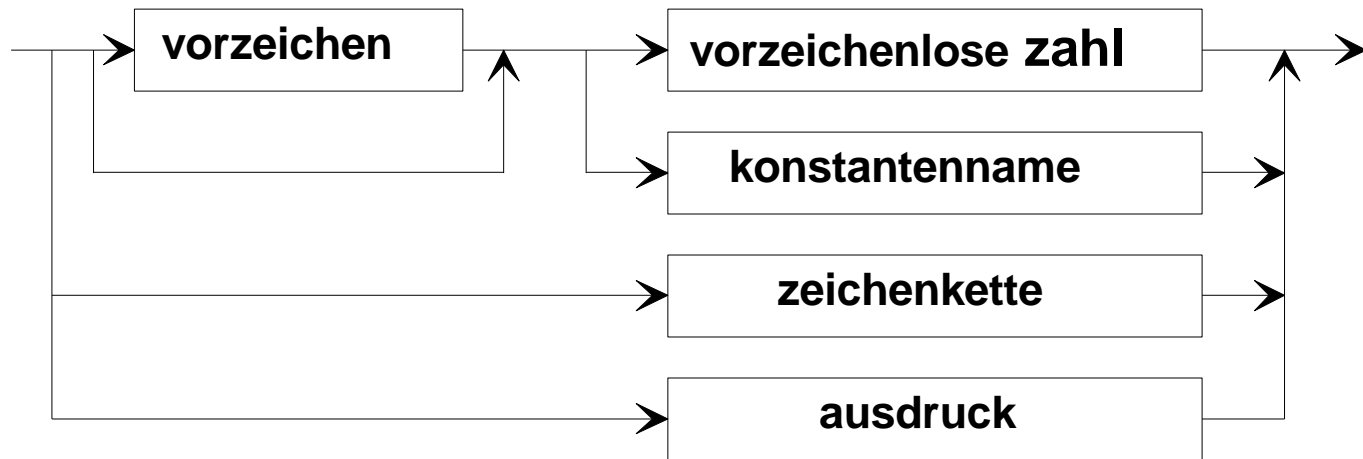 vorzeichen
vorzeichenlose zahl
konstantenname
zeichenkette
ausdruck